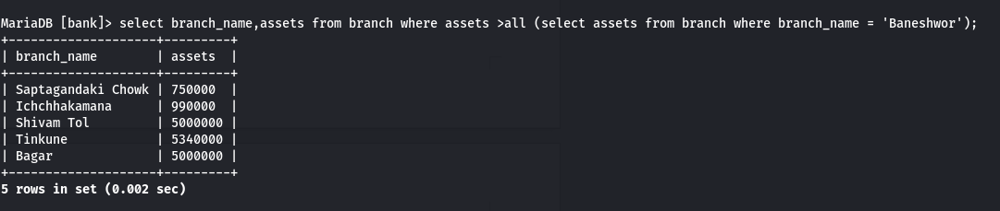 MariaDB [bank]> select branch_name,assets from branch where assets >all (select assets from branch where branch_name = 'Baneshwor');
+--------------------+---------+
| branch_name        | assets  |
+--------------------+---------+
| Saptagandaki Chowk | 750000  |
| Ichchhakamana      | 990000  |
| Shivam Tol         | 5000000 |
| Tinkune            | 5340000 |
| Bagar              | 5000000 |
+--------------------+---------+
5 rows in set (0.002 sec)